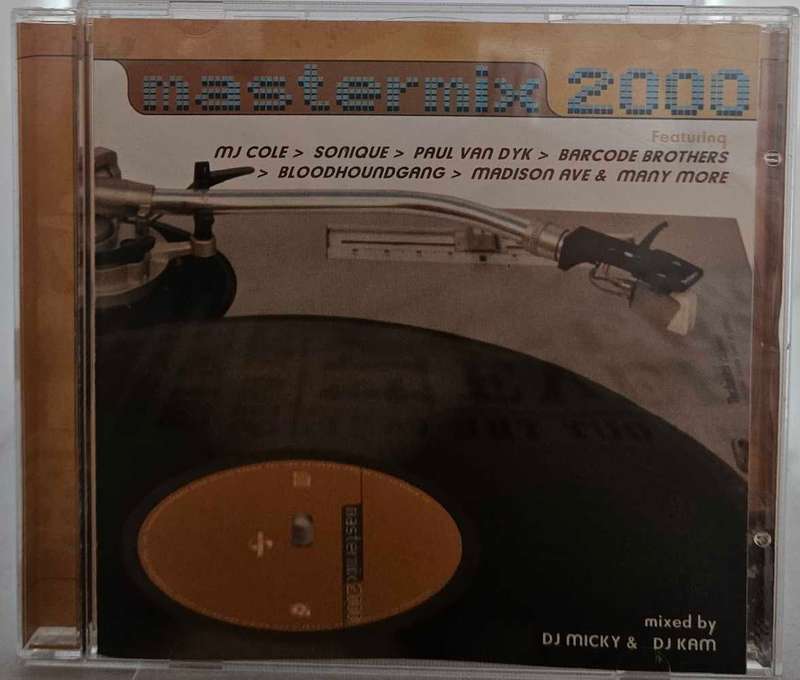 mastermix 2000
Featuring
MJ COLE > SONIQUE > PAUL VAN DYK > BARCODE BROTHERS
> BLOODHOUNDGANG > MADISON AVE & MANY MORE
mastermix 2000
mixed by
DJ MICKY & DJ KAM